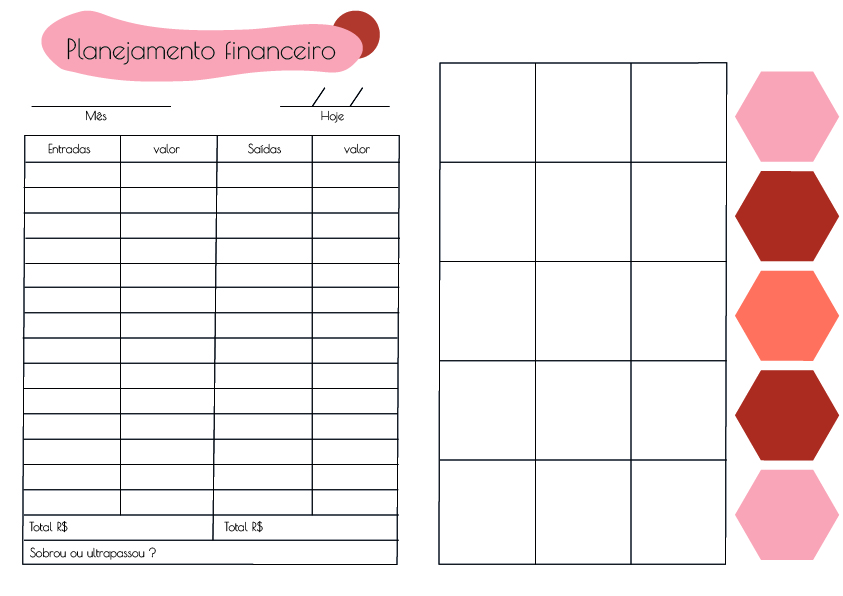 Planejamento financeiro
/ /
Mês Hoje
Entradas valor Saídas valor
Total R$ Total R$
Sobrou ou ultrapassou ?